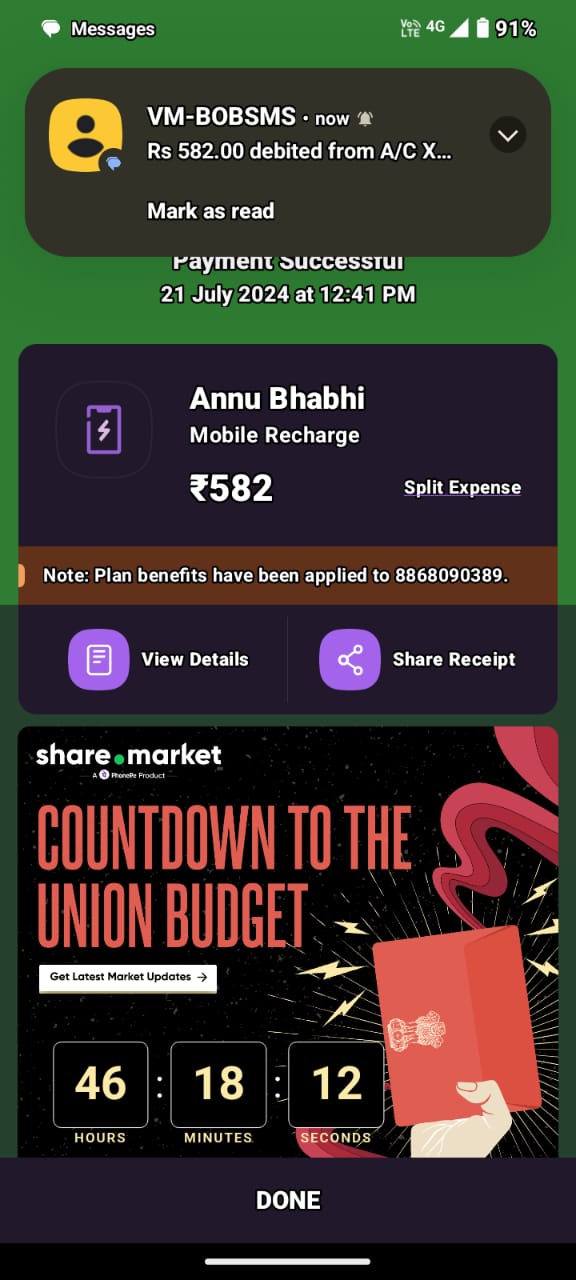 Messages
Vo LTE 4G 91%
VM-BOBSMS • now
Rs 582.00 debited from A/C X...
Mark as read
Payment Successful
21 July 2024 at 12:41 PM
Annu Bhabhi
Mobile Recharge
₹582
Split Expense
Note: Plan benefits have been applied to 8868090389.
View Details
Share Receipt
share.market
A PhonePe Product
COUNTDOWN TO THE
UNION BUDGET
Get Latest Market Updates →
46 : 18 : 12
HOURS MINUTES SECONDS
DONE